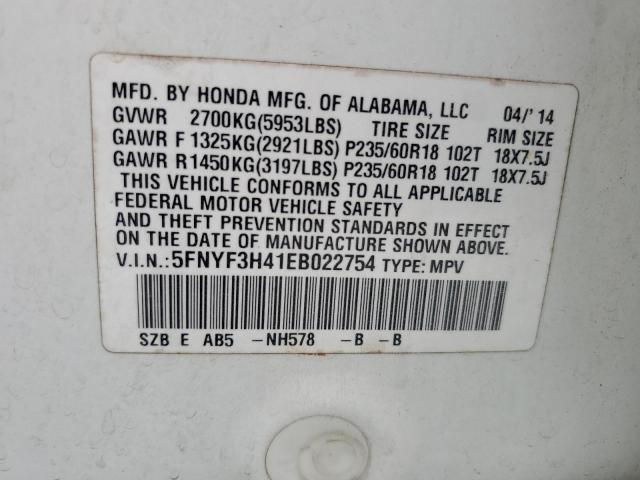 MFD. BY HONDA MFG. OF ALABAMA, LLC 04/'14
GVWR 2700KG(5953LBS) TIRE SIZE RIM SIZE
GAWR F 1325KG(2921LBS) P235/60R18 102T 18X7.5J
GAWR R 1450KG(3197LBS) P235/60R18 102T 18X7.5J
THIS VEHICLE CONFORMS TO ALL APPLICABLE
FEDERAL MOTOR VEHICLE SAFETY
AND THEFT PREVENTION STANDARDS IN EFFECT
ON THE DATE OF MANUFACTURE SHOWN ABOVE.
V.I.N.:5FNYF3H41EB022754 TYPE: MPV
SZB E AB5 -NH578 -B -B